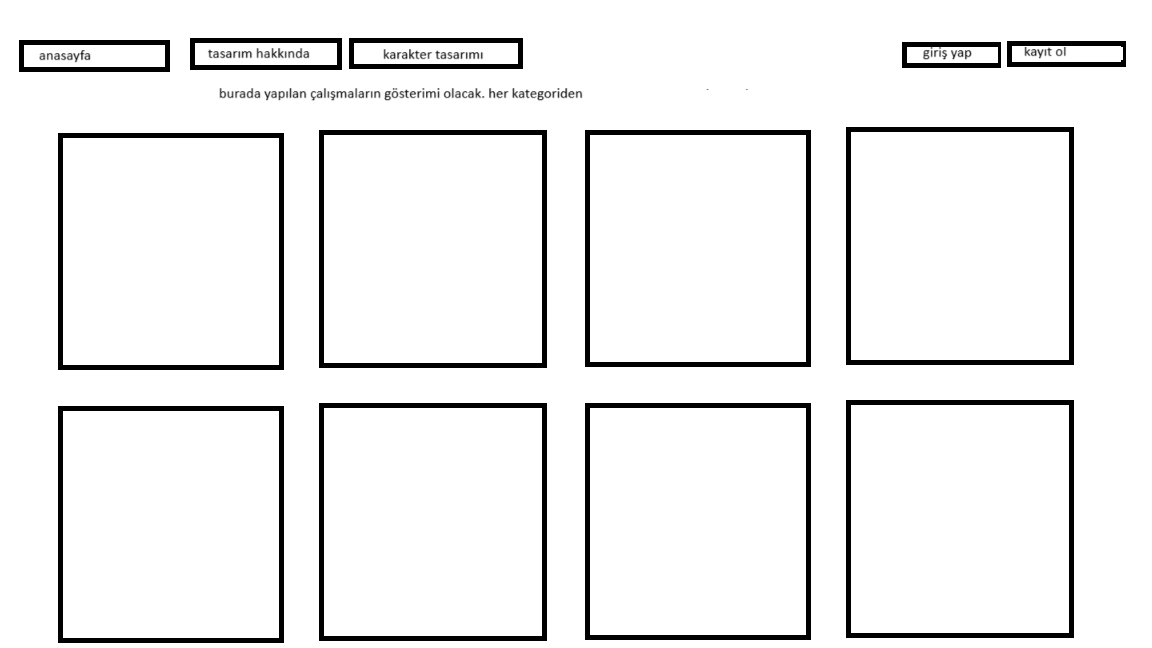 anasayfa
tasarım hakkında
karakter tasarımı
giriş yap
kayıt ol
burada yapılan çalışmaların gösterimi olacak. her kategoriden